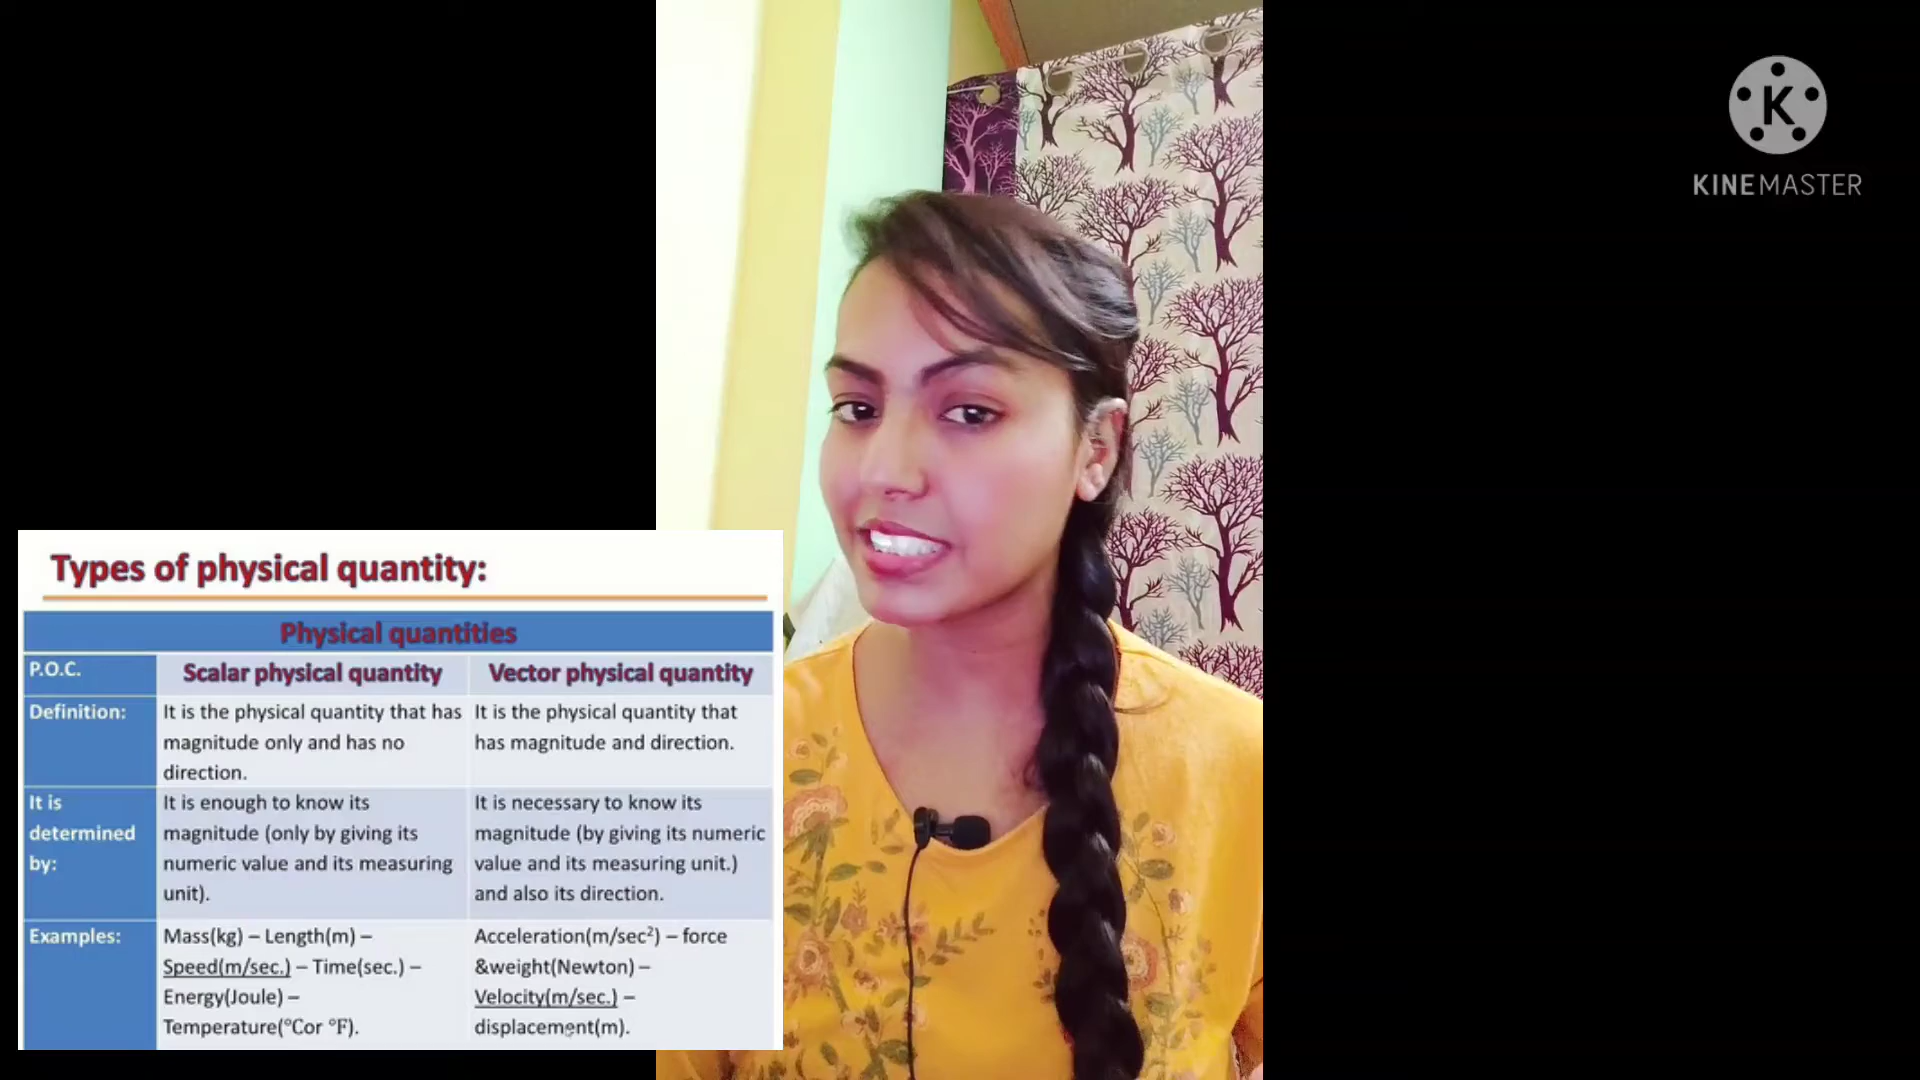 KINEMASTER
Types of physical quantity:
Physical quantities
P.O.C.
Scalar physical quantity
Vector physical quantity
Definition:
It is the physical quantity that has
magnitude only and has no
direction.
It is the physical quantity that
has magnitude and direction.
It is
determined
by:
It is enough to know its
magnitude (only by giving its
numeric value and its measuring
unit).
It is necessary to know its
magnitude (by giving its numeric
value and its measuring unit.)
and also its direction.
Examples:
Mass(kg) – Length(m) –
Speed(m/sec.) – Time(sec.) –
Energy(Joule) –
Temperature(°C or °F).
Acceleration(m/sec²) – force
&weight(Newton) –
Velocity(m/sec.) –
displacement(m).